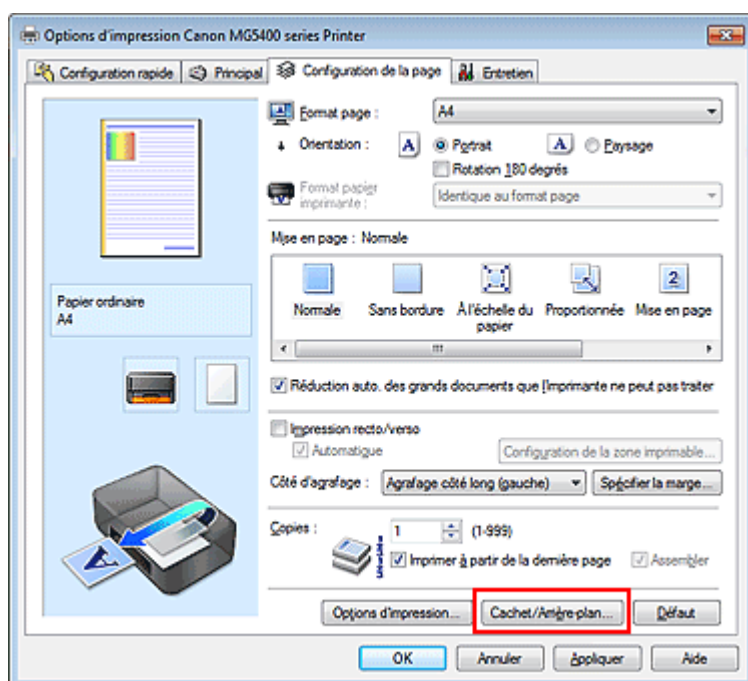 Options d'impression Canon MG5400 series Printer
Configuration rapide Principal Configuration de la page Entretien
Format page : A4
Orientation : A Portrait A Paysage
Rotation 180 degrés
Format papier imprimante : Identique au format page
Mise en page : Normale
Normale Sans bordure À l'échelle du papier Proportionnée Mise en page
2
Papier ordinaire
A4
Réduction auto. des grands documents que l'imprimante ne peut pas traiter
Impression recto/verso
Automatique Configuration de la zone imprimable...
Côté d'agrafage : Agrafage côté long (gauche) Spécifier la marge...
Copies : 1 (1-999)
Imprimer à partir de la dernière page Assembler
A
Options d'impression... Cachet/Arrière-plan... Défaut
OK Annuler Appliquer Aide